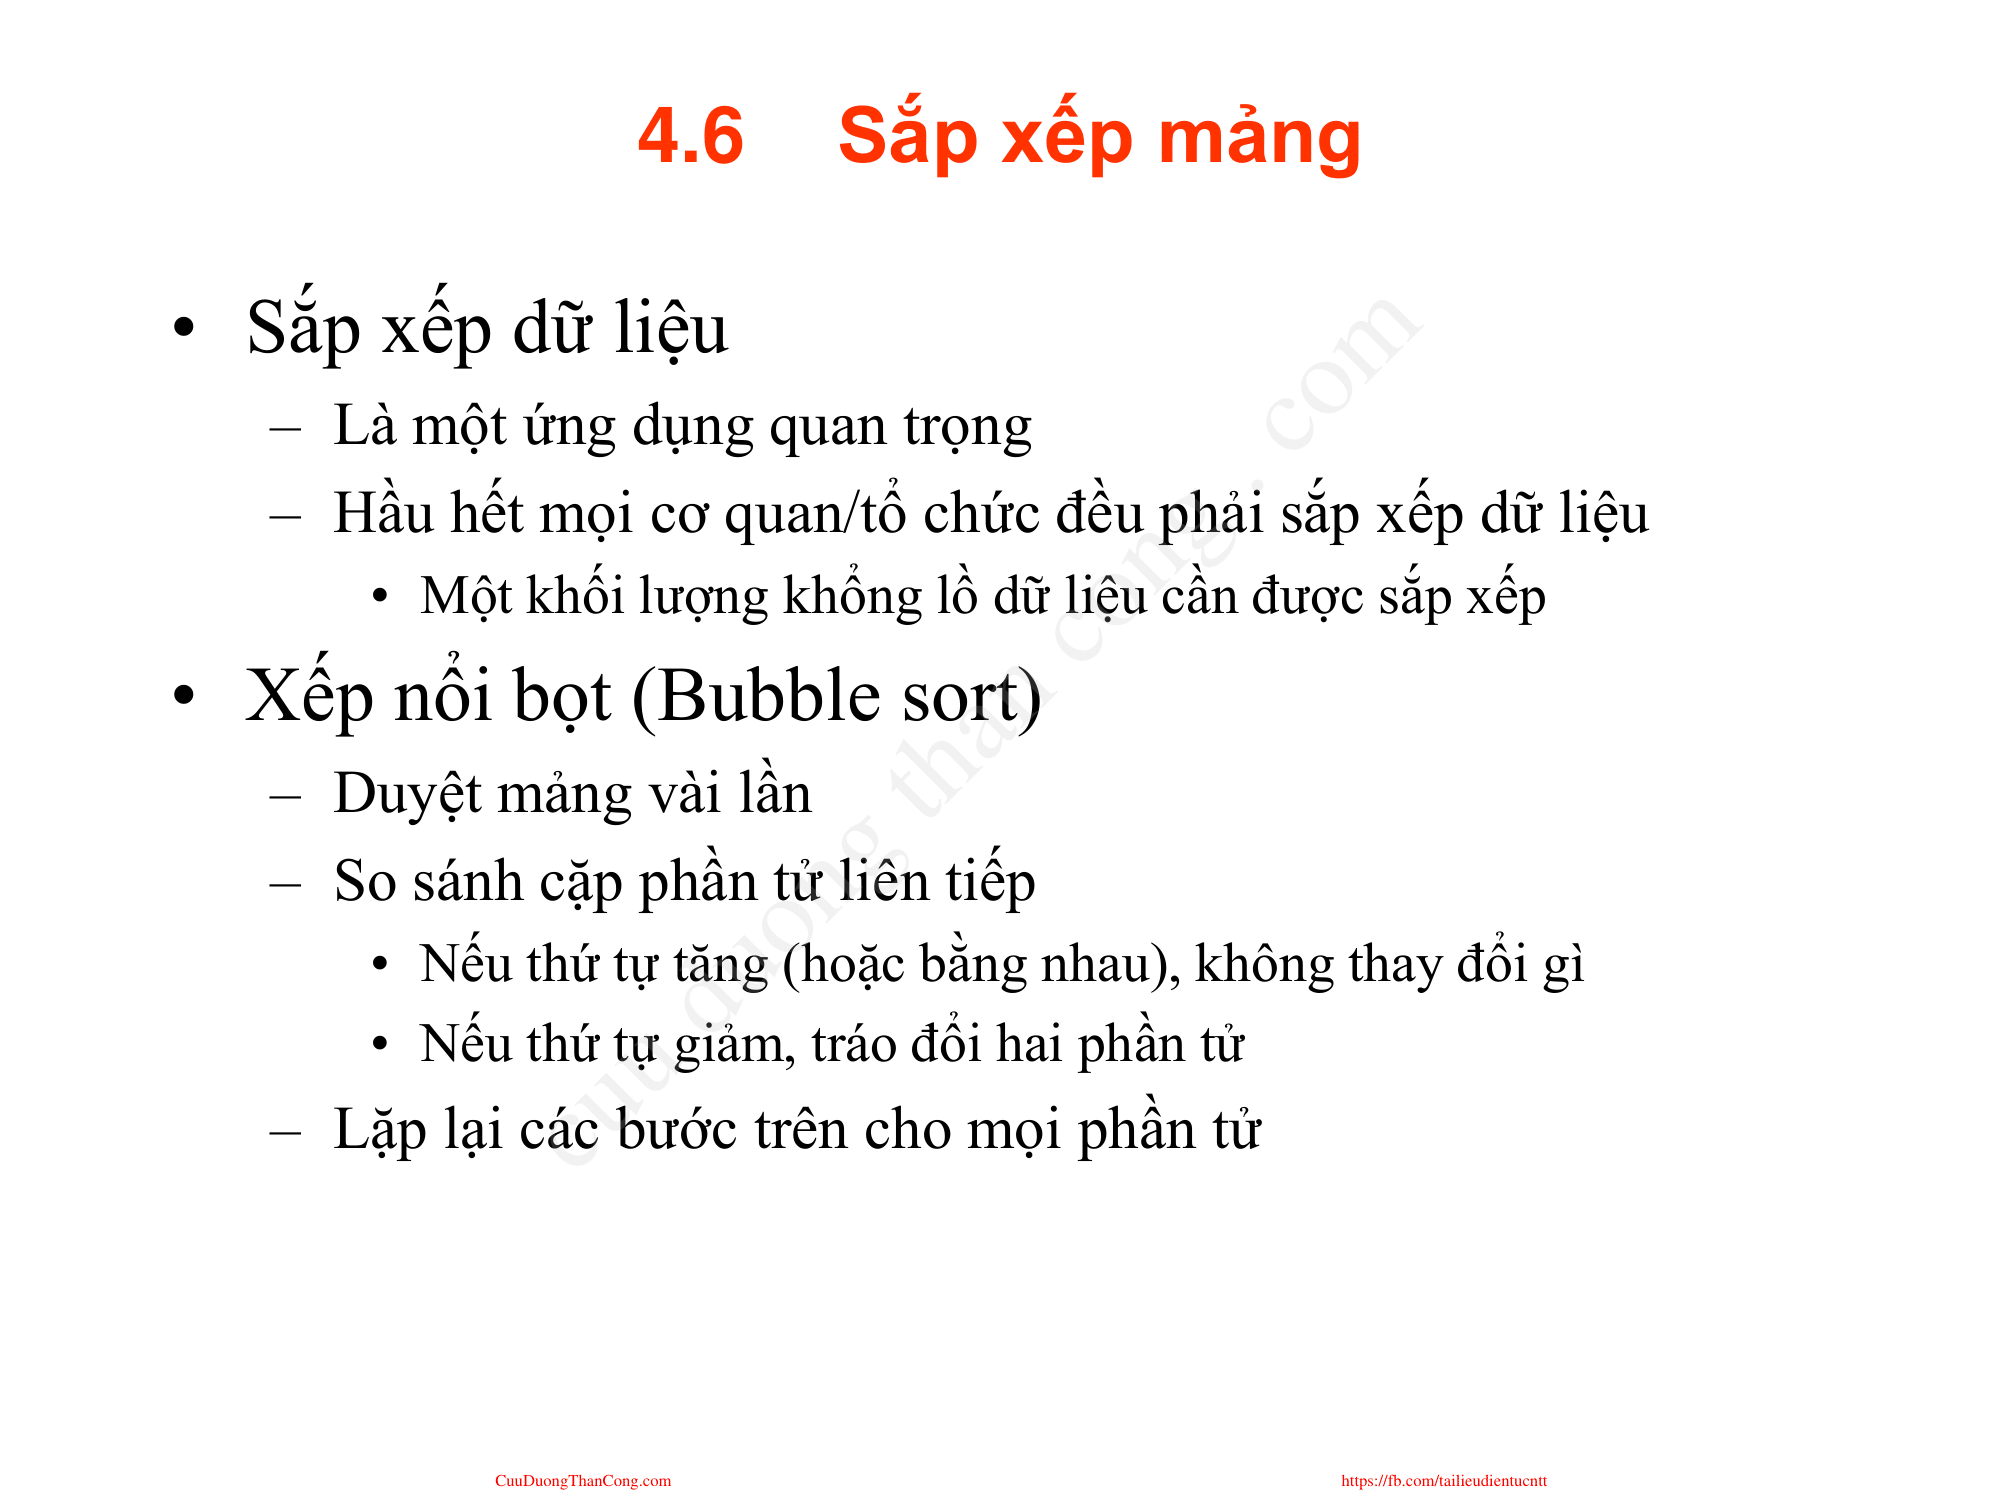 4.6 Sắp xếp mảng
• Sắp xếp dữ liệu
– Là một ứng dụng quan trọng
– Hầu hết mọi cơ quan/tổ chức đều phải sắp xếp dữ liệu
• Một khối lượng khổng lồ dữ liệu cần được sắp xếp
• Xếp nổi bọt (Bubble sort)
– Duyệt mảng vài lần
– So sánh cặp phần tử liên tiếp
• Nếu thứ tự tăng (hoặc bằng nhau), không thay đổi gì
• Nếu thứ tự giảm, tráo đổi hai phần tử
– Lặp lại các bước trên cho mọi phần tử
cuu duong than cong . com
CuuDuongThanCong.com https://fb.com/tailieudientucntt